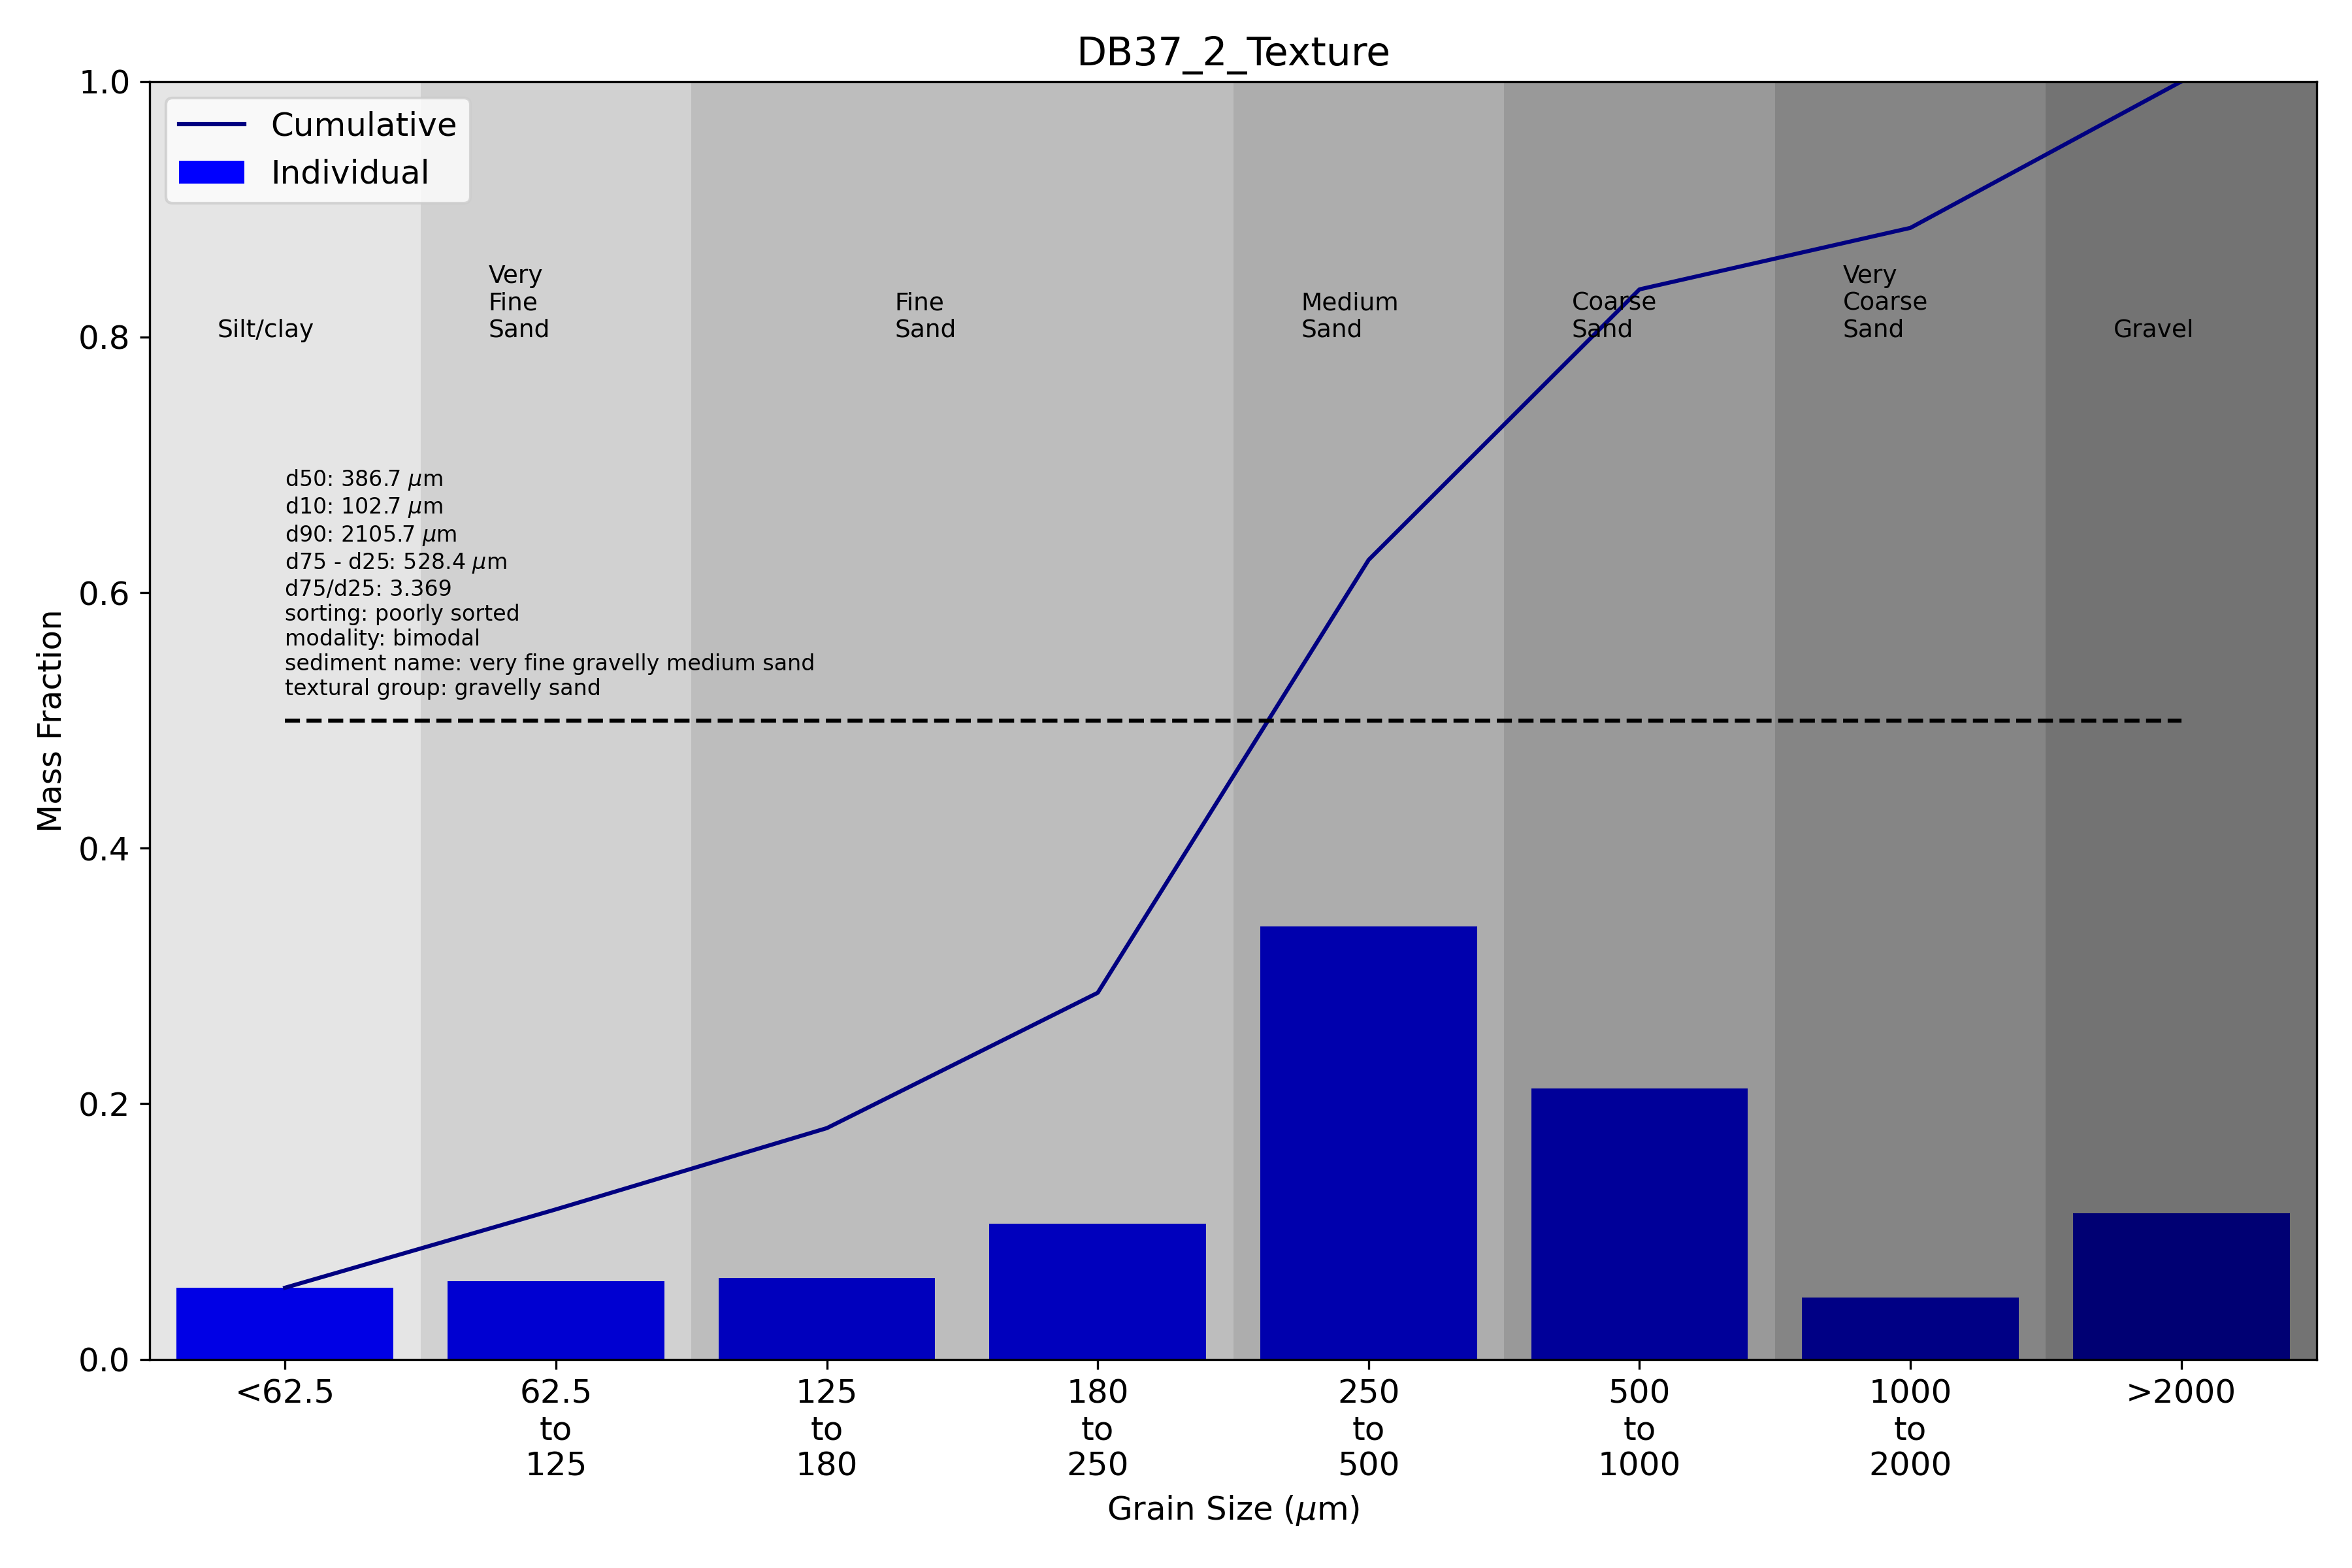 DB37_2_Texture
1.0
0.8
0.6
0.4
0.2
0.0
Mass Fraction
Cumulative
Individual
Silt/clay
Very
Fine
Sand
Fine
Sand
Medium
Sand
Coarse
Sand
Very
Coarse
Sand
Gravel
d50: 386.7 μm
d10: 102.7 μm
d90: 2105.7 μm
d75 - d25: 528.4 μm
d75/d25: 3.369
sorting: poorly sorted
modality: bimodal
sediment name: very fine gravelly medium sand
textural group: gravelly sand
<62.5
62.5
to
125
125
to
180
180
to
250
250
to
500
500
to
1000
1000
to
2000
>2000
Grain Size (μm)